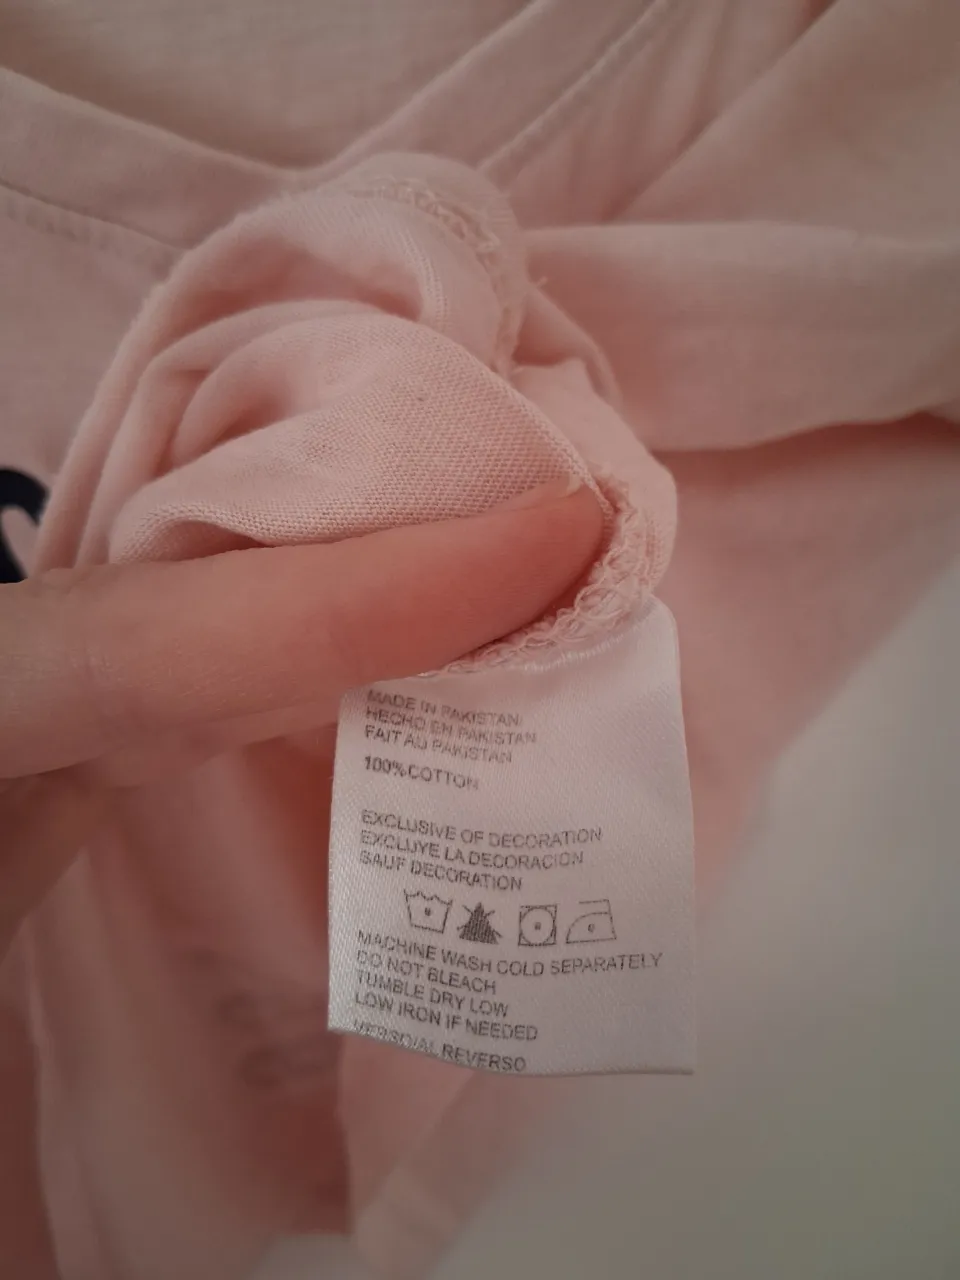 MADE IN PAKISTAN
HECHO EN PAKISTAN
FAIT AU PAKISTAN
100%COTTON
EXCLUSIVE OF DECORATION
EXCLUYE LA DECORACION
SAUF DECORATION
MACHINE WASH COLD SEPARATELY
DO NOT BLEACH
TUMBLE DRY LOW
LOW IRON IF NEEDED
REVERSO